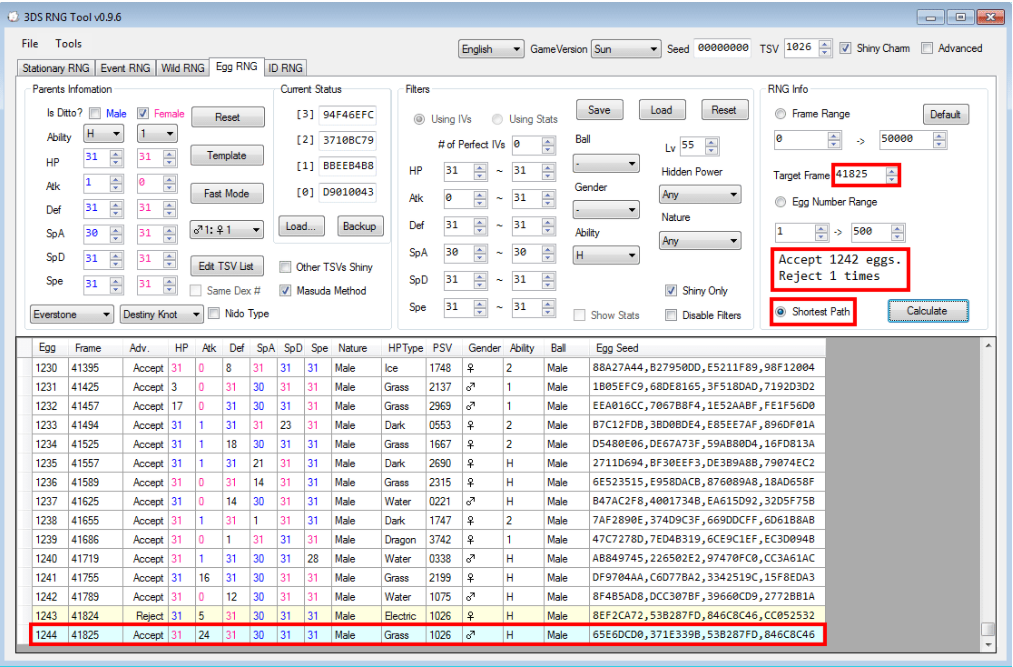 3DS RNG Tool v0.9.6
File Tools
English GameVersion Sun Seed 00000000 TSV 1026 Shiny Charm Advanced
Stationary RNG Event RNG Wild RNG Egg RNG ID RNG
Parents Infomation
Is Ditto? Male Female Reset
Ability H 1
HP 31 31 Template
Atk 1 0
Def 31 31 Fast Mode
SpA 30 31 ♂1: ♀1
SpD 31 31 Edit TSV List
Spe 31 31 Same Dex #
Everstone Destiny Knot Nido Type
Current Status
[3] 94F46EFC
[2] 3710BC79
[1] BBEEB4B8
[0] D9010043
Load... Backup
Other TSVs Shiny
Masuda Method
Filters
Using IVs Using Stats
# of Perfect IVs 0
HP 31 ~ 31
Atk 0 ~ 31
Def 31 ~ 31
SpA 30 ~ 30
SpD 31 ~ 31
Spe 31 ~ 31
Save Load Reset
Ball
-
Gender
-
Ability
H
Show Stats
Lv 55
Hidden Power
Any
Nature
Any
Shiny Only
Disable Filters
RNG Info
Frame Range Default
0 -> 50000
Target Frame 41825
Egg Number Range
1 -> 500
Accept 1242 eggs.
Reject 1 times
Shortest Path Calculate
Egg Frame Adv. HP Atk Def SpA SpD Spe Nature HPType PSV Gender Ability Ball Egg Seed
1230 41395 Accept 31 0 8 31 31 31 Male Ice 1748 ♀ 2 Male 88A27A44,B27950DD,E5211F89,98F12004
1231 41425 Accept 3 0 31 30 31 31 Male Grass 2137 ♂ 1 Male 1B05EFC9,68DE8165,3F518DAD,7192D3D2
1232 41457 Accept 17 0 31 30 31 31 Male Grass 2969 ♂ 1 Male EEA016CC,7067B8F4,1E52AABF,FE1F56D0
1233 41494 Accept 31 1 31 31 23 31 Male Dark 0553 ♀ 2 Male B7C12FDB,3BD0BDE4,E85EE7AF,896DF01A
1234 41525 Accept 31 1 18 30 31 31 Male Grass 1667 ♀ 2 Male D5480E06,DE67A73F,59AB80D4,16FD813A
1235 41557 Accept 31 1 31 21 31 31 Male Dark 2690 ♀ H Male 2711D694,BF30EEF3,DE3B9A8B,79074EC2
1236 41589 Accept 31 0 31 14 31 31 Male Grass 2315 ♀ H Male 6E523515,E958DACB,876089A8,18AD658F
1237 41625 Accept 31 0 14 30 31 31 Male Water 0221 ♂ H Male B47AC2F8,4001734B,EA615D92,32D5F75B
1238 41655 Accept 31 1 31 1 31 31 Male Dark 1747 ♀ 2 Male 7AF2890E,374D9C3F,669DDCFF,6D61B8AB
1239 41686 Accept 31 0 1 31 31 31 Male Dragon 3742 ♀ 1 Male 47C7278D,7ED4B319,6CE9C1EF,EC3D094B
1240 41719 Accept 31 1 31 30 31 28 Male Water 0338 ♂ H Male AB849745,226502E2,97470FC0,CC3A61AC
1241 41755 Accept 31 16 31 30 31 31 Male Grass 2199 ♀ H Male DF9704AA,C6D77BA2,3342519C,15F8EDA3
1242 41789 Accept 31 0 12 30 31 31 Male Water 1075 ♂ H Male 8F4B5AD8,DCC307BF,39660CD9,2772BB1A
1243 41824 Reject 31 5 31 30 31 31 Male Electric 1026 ♀ H Male 8EF2CA72,53B287FD,846C8C46,CC052532
1244 41825 Accept 31 24 31 30 31 31 Male Grass 1026 ♂ H Male 65E6DCD0,371E339B,53B287FD,846C8C46